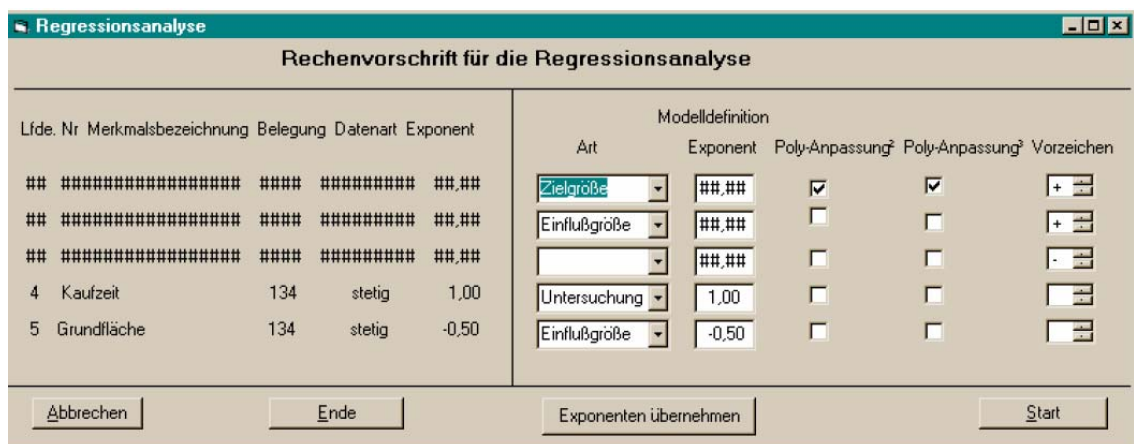 Regressionsanalyse
Rechenvorschrift für die Regressionsanalyse
Modelldefinition
Lfde. Nr Merkmalsbezeichnung Belegung Datenart Exponent Art Exponent Poly-Anpassung² Poly-Anpassung³ Vorzeichen
## ################# #### ######### ##,## Zielgröße ##,## +
## ################# #### ######### ##,## Einflußgröße ##,## +
## ################# #### ######### ##,## ##,## -
4 Kaufzeit 134 stetig 1,00 Untersuchung 1,00
5 Grundfläche 134 stetig -0,50 Einflußgröße -0,50
Abbrechen Ende Exponenten übernehmen Start